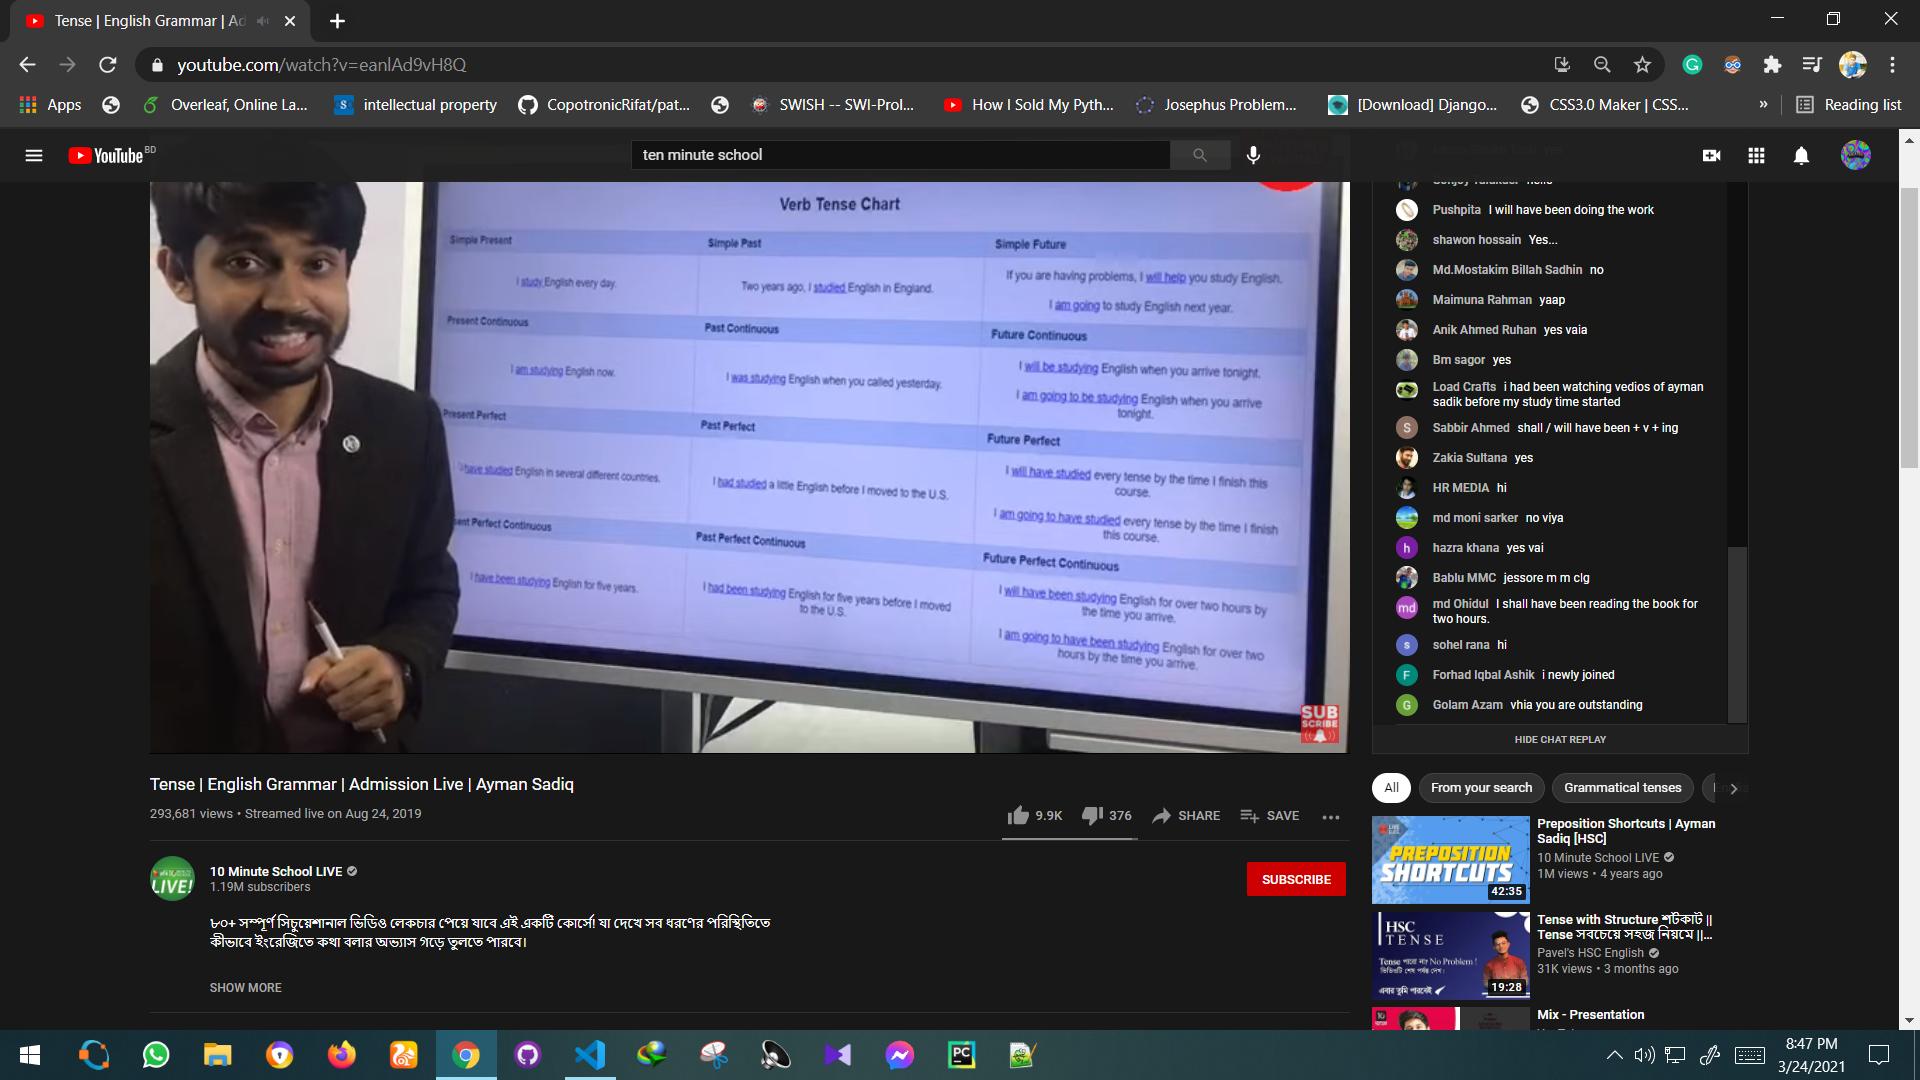 Tense | English Grammar | Ad
youtube.com/watch?v=eanlAd9vH8Q
Apps
Overleaf, Online La...
intellectual property
CopotronicRifat/pat...
SWISH -- SWI-Prol...
How I Sold My Pyth...
Josephus Problem...
[Download] Django...
CSS3.0 Maker | CSS...
»
Reading list
YouTube BD
ten minute school
Verb Tense Chart
Simple Present
Simple Past
Simple Future
I study English every day.
Two years ago, I studied English in England.
If you are having problems, I will help you study English.
I am going to study English next year.
Present Continuous
Past Continuous
Future Continuous
I am studying English now.
I was studying English when you called yesterday.
I will be studying English when you arrive tonight.
I am going to be studying English when you arrive
tonight.
Present Perfect
Past Perfect
Future Perfect
have studied English in several different countries.
I had studied a little English before I moved to the U.S.
I will have studied every tense by the time I finish this
course.
I am going to have studied every tense by the time I finish
this course.
sent Perfect Continuous
Past Perfect Continuous
Future Perfect Continuous
I have been studying English for five years.
I had been studying English for five years before I moved
to the U.S.
I will have been studying English for over two hours by
the time you arrive.
I am going to have been studying English for over two
hours by the time you arrive.
SUB
SCRIBE
Pushpita I will have been doing the work
shawon hossain Yes...
Md.Mostakim Billah Sadhin no
Maimuna Rahman yaap
Anik Ahmed Ruhan yes vaia
Bm sagor yes
Load Crafts i had been watching vedios of ayman
sadik before my study time started
S Sabbir Ahmed shall / will have been + v + ing
Zakia Sultana yes
HR MEDIA hi
md moni sarker no viya
h hazra khana yes vai
Bablu MMC jessore m m clg
md md Ohidul I shall have been reading the book for
two hours.
s sohel rana hi
F Forhad Iqbal Ashik i newly joined
G Golam Azam vhia you are outstanding
HIDE CHAT REPLAY
Tense | English Grammar | Admission Live | Ayman Sadiq
293,681 views • Streamed live on Aug 24, 2019
9.9K
376
SHARE
SAVE
LIVE!
10 Minute School LIVE
1.19M subscribers
SUBSCRIBE
৮০+ সম্পূর্ণ সিচুয়েশানাল ভিডিও লেকচার পেয়ে যাবে এই একটি কোর্সে! যা দেখে সব ধরণের পরিস্থিতিতে
কীভাবে ইংরেজিতে কথা বলার অভ্যাস গড়ে তুলতে পারবে।
SHOW MORE
All
From your search
Grammatical tenses
PREPOSITION
SHORTCUTS
42:35
Preposition Shortcuts | Ayman
Sadiq [HSC]
10 Minute School LIVE
1M views • 4 years ago
HSC
TENSE
Tense পারো না? No Problem !
ভিডিওটি শেষ পর্যন্ত দেখ।
এবার তুমি পারবেই
19:28
Tense with Structure শর্টকাট ||
Tense সবচেয়ে সহজ নিয়মে ||...
Pavel's HSC English
31K views • 3 months ago
Mix - Presentation
8:47 PM
3/24/2021